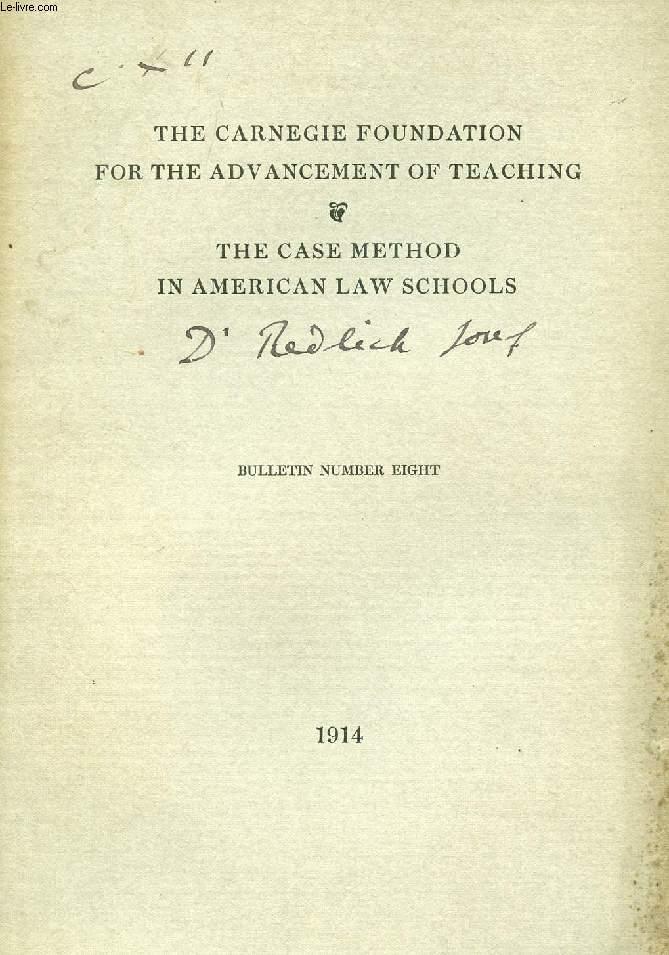 Le-livre.com
THE CARNEGIE FOUNDATION
FOR THE ADVANCEMENT OF TEACHING
THE CASE METHOD
IN AMERICAN LAW SCHOOLS
Dr Redlich Josef
BULLETIN NUMBER EIGHT
1914